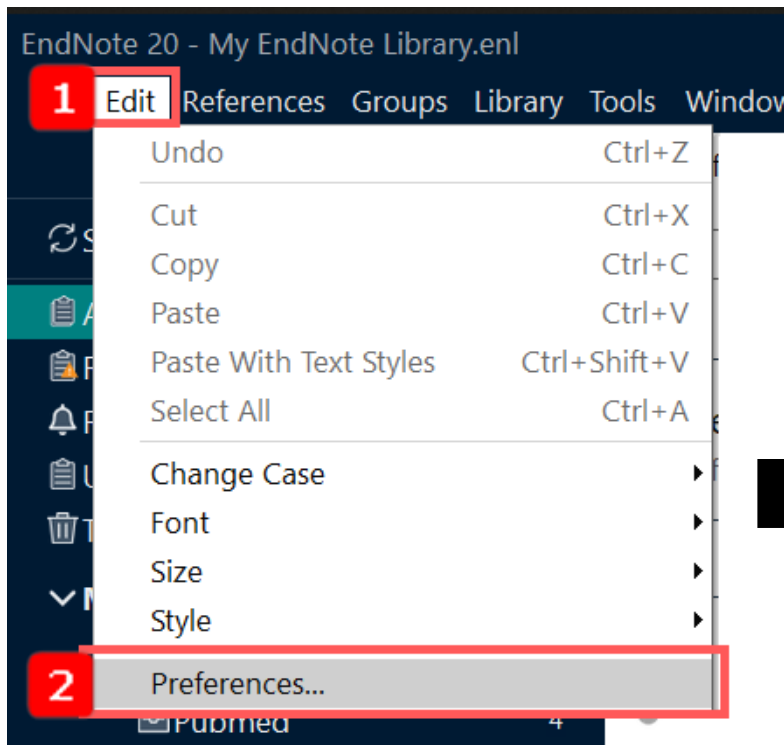 EndNote 20 - My EndNote Library.enl
1 Edit References Groups Library Tools Window
Undo Ctrl+Z
Cut Ctrl+X
Copy Ctrl+C
Paste Ctrl+V
Paste With Text Styles Ctrl+Shift+V
Select All Ctrl+A
Change Case
Font
Size
Style
2 Preferences...
Pubmed 4